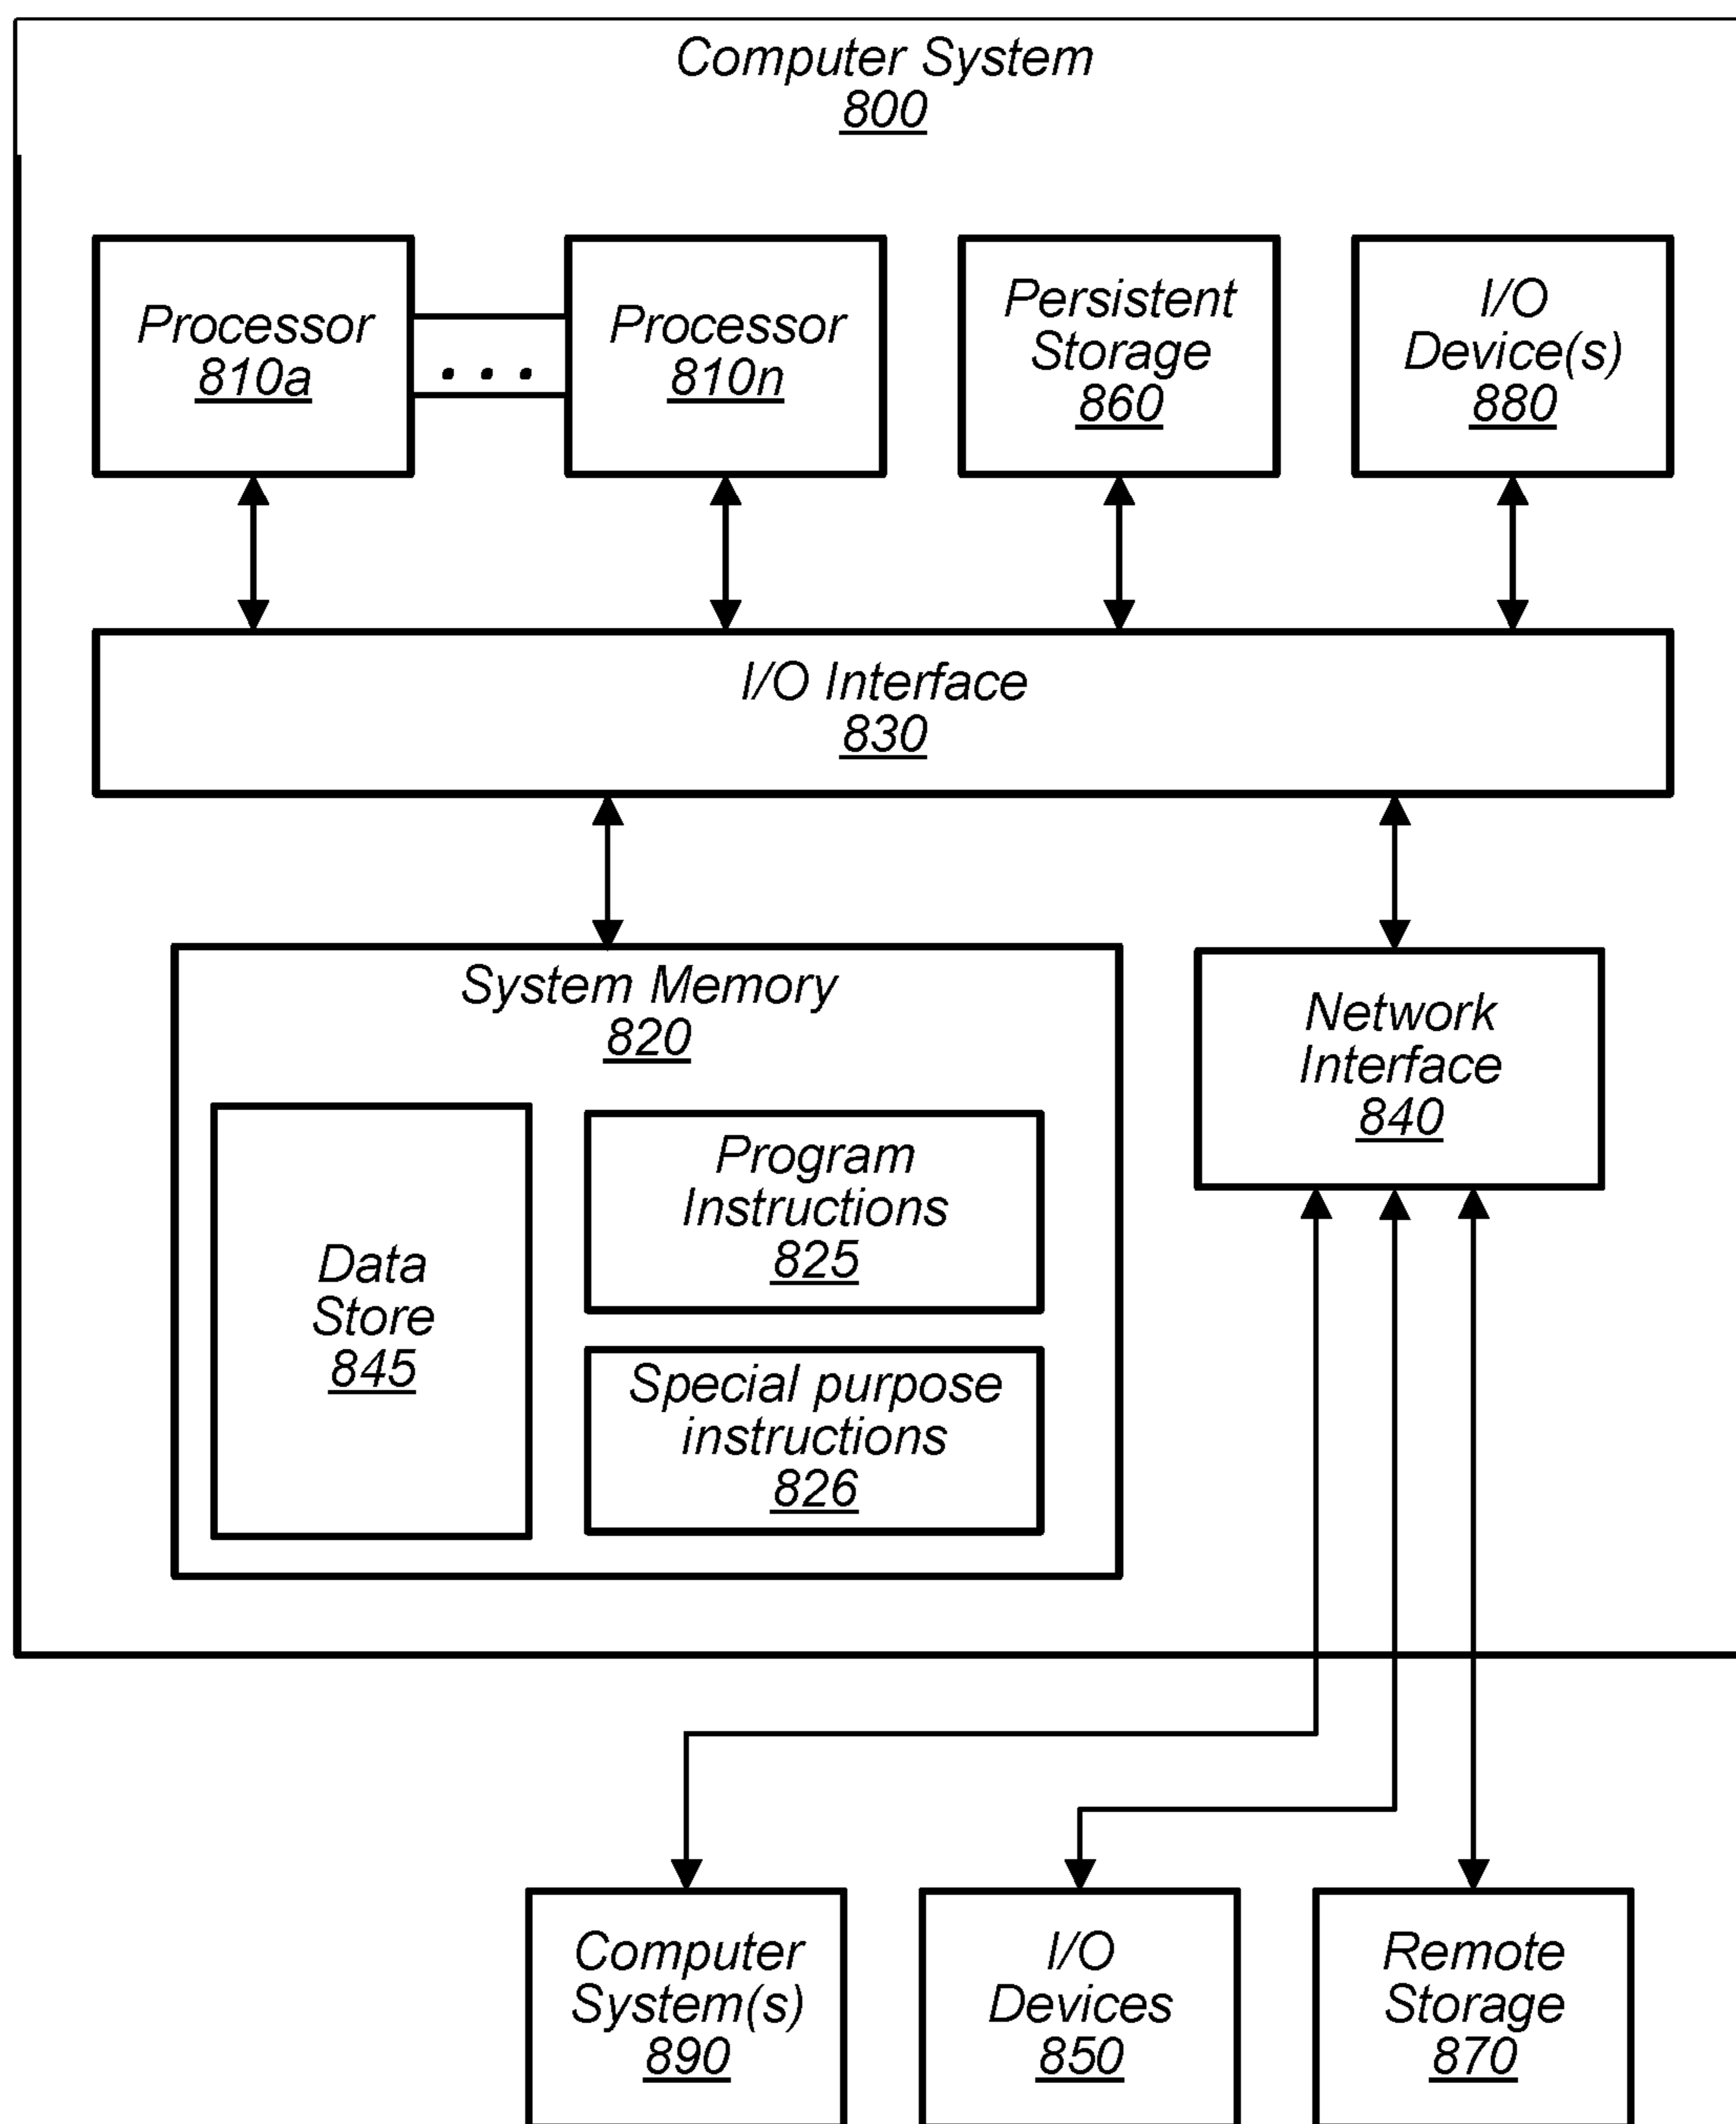 Computer System
800
Processor
810a
. . .
Processor
810n
Persistent
Storage
860
I/O
Device(s)
880
I/O Interface
830
System Memory
820
Data
Store
845
Program
Instructions
825
Special purpose
instructions
826
Network
Interface
840
Computer
System(s)
890
I/O
Devices
850
Remote
Storage
870